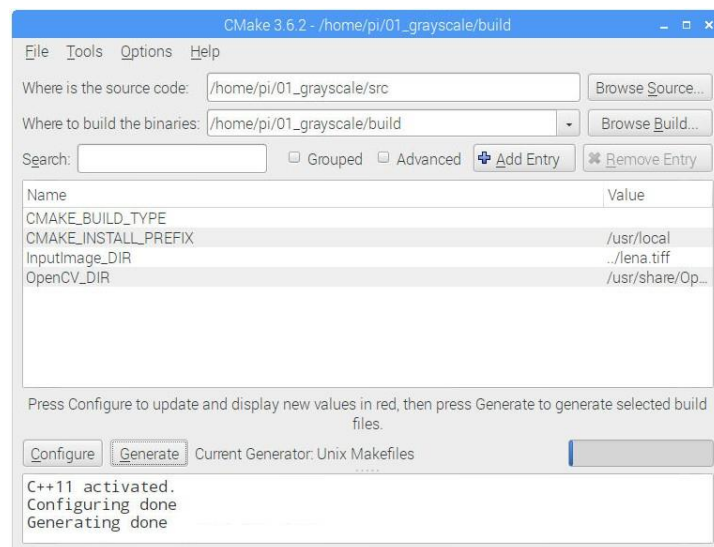 CMake 3.6.2 - /home/pi/01_grayscale/build
File Tools Options Help
Where is the source code: /home/pi/01_grayscale/src Browse Source...
Where to build the binaries: /home/pi/01_grayscale/build Browse Build...
Search: Grouped Advanced Add Entry Remove Entry
Name Value
CMAKE_BUILD_TYPE
CMAKE_INSTALL_PREFIX /usr/local
InputImage_DIR ../lena.tiff
OpenCV_DIR /usr/share/Op...
Press Configure to update and display new values in red, then press Generate to generate selected build
files.
Configure Generate Current Generator: Unix Makefiles
C++11 activated.
Configuring done
Generating done